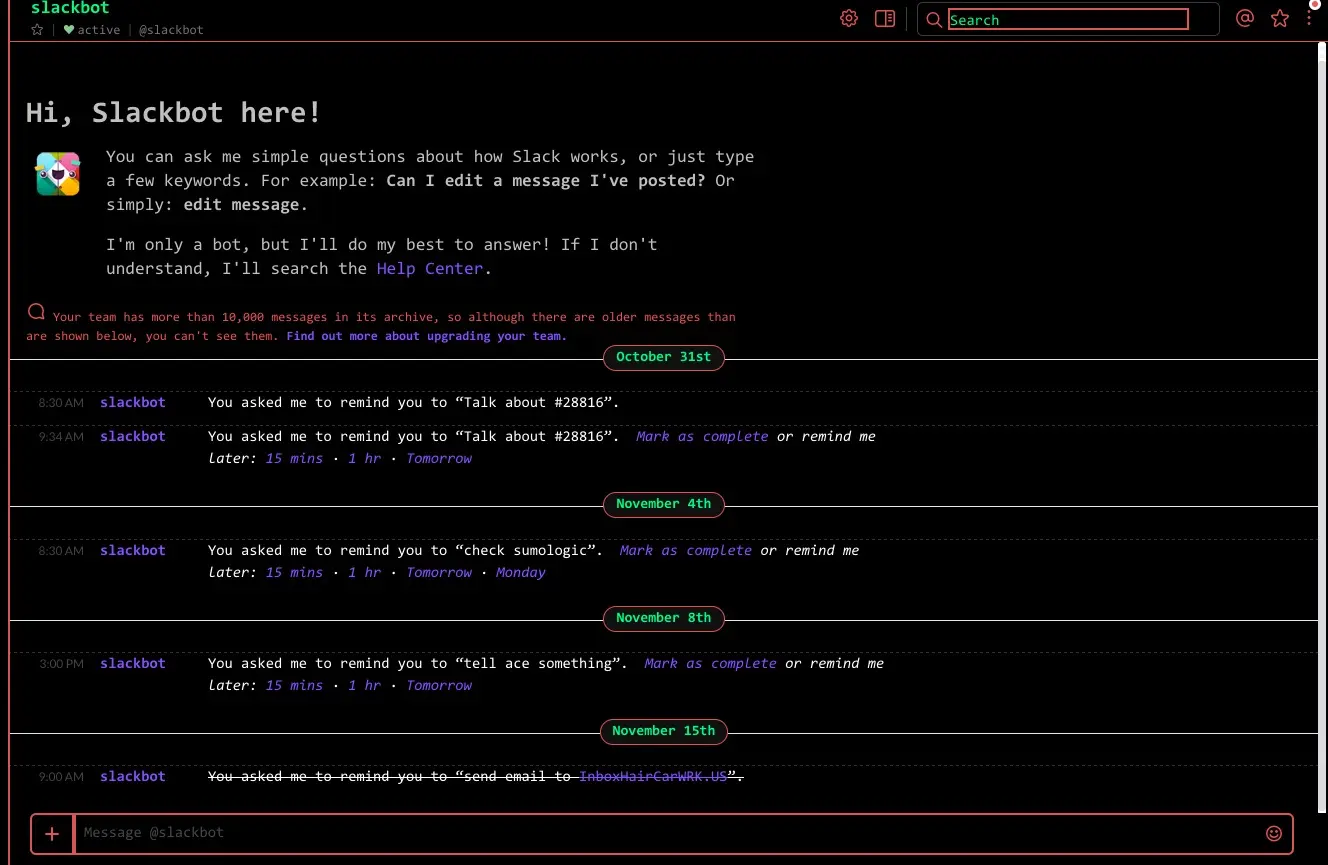 slackbot
active | @slackbot
Search
Hi, Slackbot here!
You can ask me simple questions about how Slack works, or just type
a few keywords. For example: Can I edit a message I've posted? Or
simply: edit message.
I'm only a bot, but I'll do my best to answer! If I don't
understand, I'll search the Help Center.
Your team has more than 10,000 messages in its archive, so although there are older messages than
are shown below, you can't see them. Find out more about upgrading your team.
October 31st
8:30 AM slackbot You asked me to remind you to “Talk about #28816”.
9:34 AM slackbot You asked me to remind you to “Talk about #28816”. Mark as complete or remind me
later: 15 mins · 1 hr · Tomorrow
November 4th
8:30 AM slackbot You asked me to remind you to “check sumologic”. Mark as complete or remind me
later: 15 mins · 1 hr · Tomorrow · Monday
November 8th
3:00 PM slackbot You asked me to remind you to “tell ace something”. Mark as complete or remind me
later: 15 mins · 1 hr · Tomorrow
November 15th
9:00 AM slackbot You asked me to remind you to “send email to InboxHairCarWRK.US”.
Message @slackbot